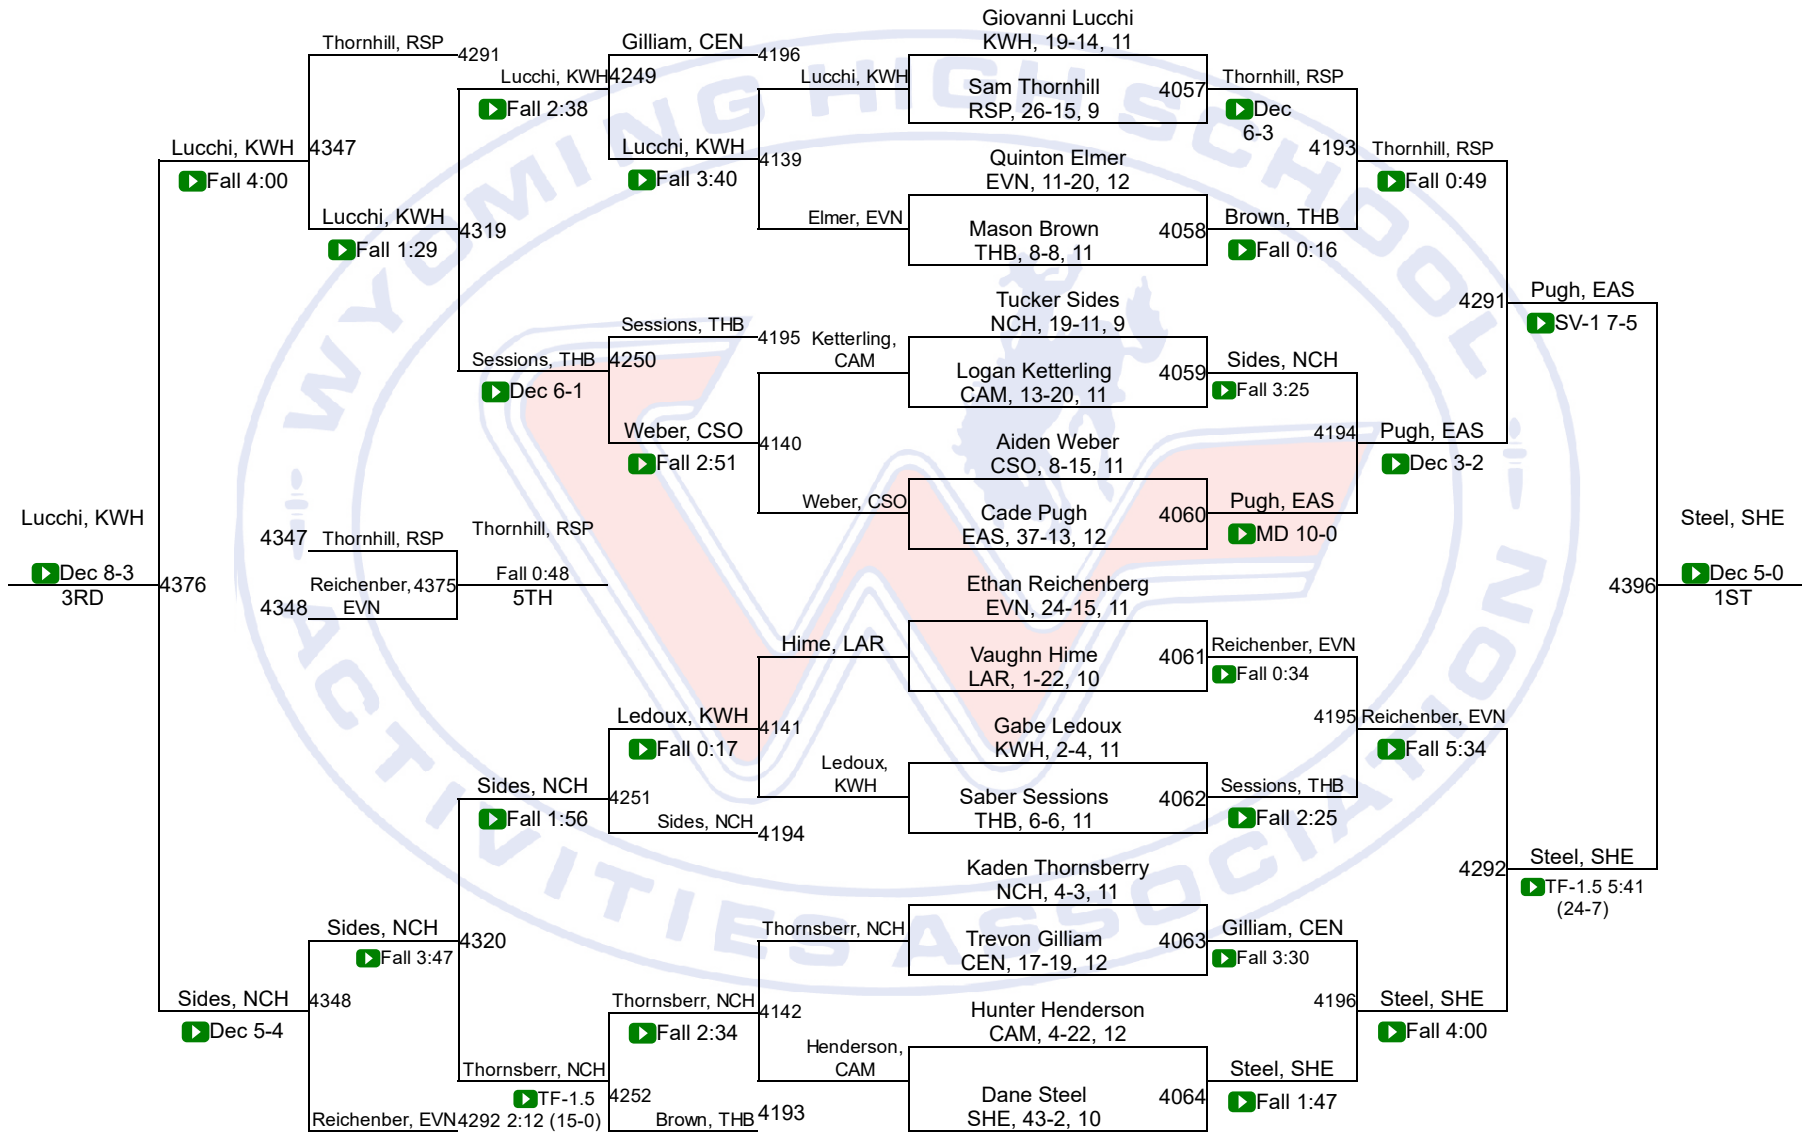 Giovanni Lucchi
KWH, 19-14, 11
Sam Thornhill
RSP, 26-15, 9
4057
Thornhill, RSP
Dec
6-3
Quinton Elmer
EVN, 11-20, 12
Mason Brown
THB, 8-8, 11
4058
Brown, THB
Fall 0:16
4193
Thornhill, RSP
Fall 0:49
Tucker Sides
NCH, 19-11, 9
Logan Ketterling
CAM, 13-20, 11
4059
Sides, NCH
Fall 3:25
Aiden Weber
CSO, 8-15, 11
Cade Pugh
EAS, 37-13, 12
4060
Pugh, EAS
MD 10-0
4194
Pugh, EAS
Dec 3-2
4291
Pugh, EAS
SV-1 7-5
Ethan Reichenberg
EVN, 24-15, 11
Vaughn Hime
LAR, 1-22, 10
4061
Reichenber, EVN
Fall 0:34
Gabe Ledoux
KWH, 2-4, 11
Saber Sessions
THB, 6-6, 11
4062
Sessions, THB
Fall 2:25
4195
Reichenber, EVN
Fall 5:34
Kaden Thornsberry
NCH, 4-3, 11
Trevon Gilliam
CEN, 17-19, 12
4063
Gilliam, CEN
Fall 3:30
Hunter Henderson
CAM, 4-22, 12
Dane Steel
SHE, 43-2, 10
4064
Steel, SHE
Fall 1:47
4196
Steel, SHE
Fall 4:00
4292
Steel, SHE
TF-1.5 5:41
(24-7)
4396
Steel, SHE
Dec 5-0
1ST
Lucchi, KWH
Elmer, EVN
4139
Lucchi, KWH
Fall 3:40
Gilliam, CEN
4196
4249
Lucchi, KWH
Fall 2:38
Ketterling,
CAM
Weber, CSO
4140
Weber, CSO
Fall 2:51
Sessions, THB
4195
4250
Sessions, THB
Dec 6-1
4319
Lucchi, KWH
Fall 1:29
Thornhill, RSP
4291
4347
Lucchi, KWH
Fall 4:00
Hime, LAR
Ledoux,
KWH
4141
Ledoux, KWH
Fall 0:17
Sides, NCH
4194
4251
Sides, NCH
Fall 1:56
Thornsberr, NCH
Henderson,
CAM
4142
Thornsberr, NCH
Fall 2:34
Brown, THB
4193
4252
Thornsberr, NCH
TF-1.5
2:12 (15-0)
4320
Sides, NCH
Fall 3:47
Reichenber, EVN
4292
4348
Sides, NCH
Dec 5-4
4376
Lucchi, KWH
Dec 8-3
3RD
4347
Thornhill, RSP
4348
Reichenber,
EVN
4375
Thornhill, RSP
Fall 0:48
5TH
WYOMING HIGH SCHOOL
ACTIVITIES ASSOCIATION